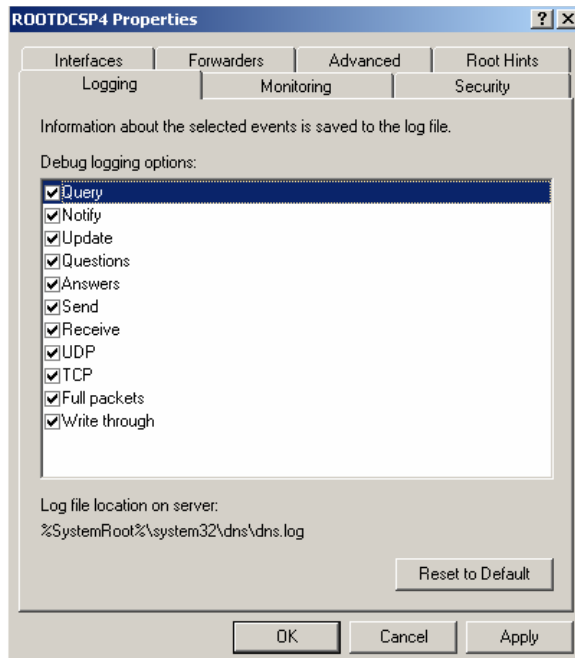 ROOTDCSP4 Properties
Interfaces Forwarders Advanced Root Hints
Logging Monitoring Security
Information about the selected events is saved to the log file.
Debug logging options:
Query
Notify
Update
Questions
Answers
Send
Receive
UDP
TCP
Full packets
Write through
Log file location on server:
%SystemRoot%\system32\dns\dns.log
Reset to Default
OK Cancel Apply